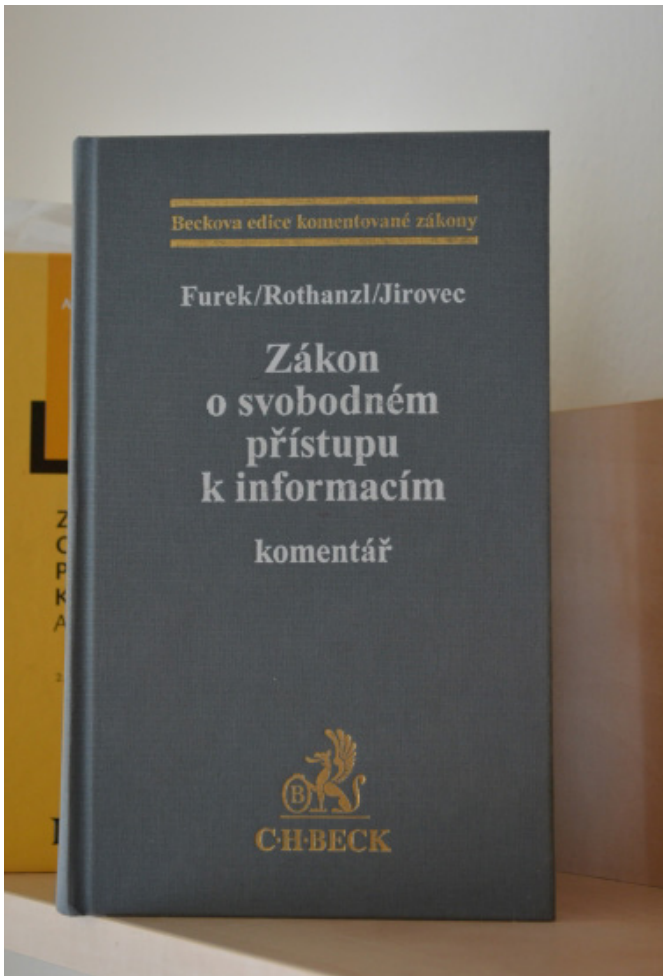 Beckova edice komentované zákony
Furek/Rothanzl/Jirovec
Zákon
o svobodném
přístupu
k informacím
komentář
B
C·H·BECK